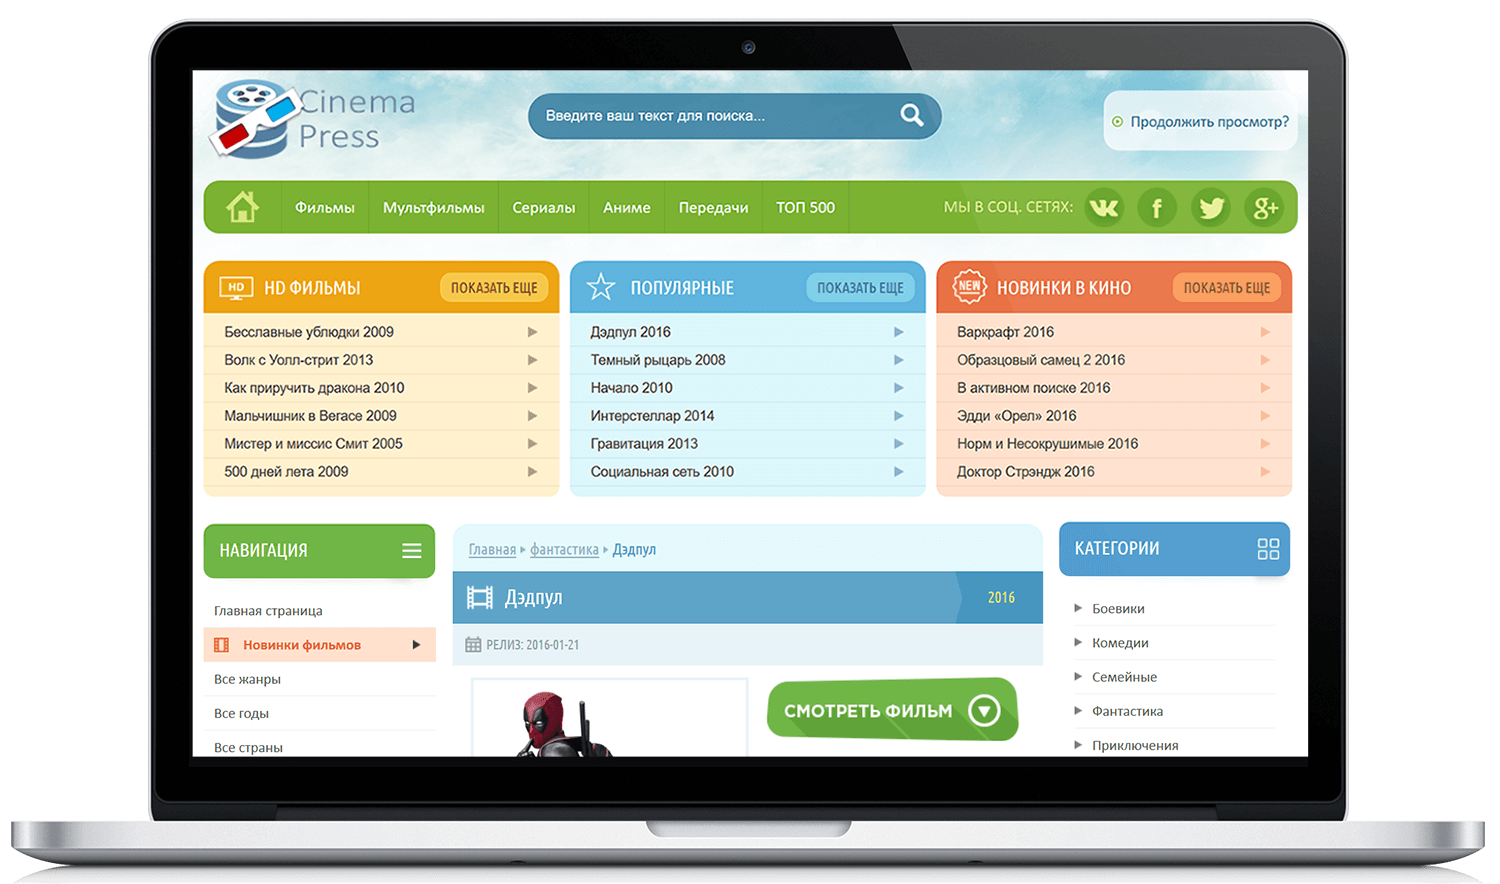 Cinema
Press
Введите ваш текст для поиска...
Продолжить просмотр?
Фильмы
Мультфильмы
Сериалы
Аниме
Передачи
ТОП 500
МЫ В СОЦ. СЕТЯХ:
f
g+
HD
HD ФИЛЬМЫ
ПОКАЗАТЬ ЕЩЕ
Бесславные ублюдки 2009
Волк с Уолл-стрит 2013
Как приручить дракона 2010
Мальчишник в Вегасе 2009
Мистер и миссис Смит 2005
500 дней лета 2009
ПОПУЛЯРНЫЕ
ПОКАЗАТЬ ЕЩЕ
Дэдпул 2016
Темный рыцарь 2008
Начало 2010
Интерстеллар 2014
Гравитация 2013
Социальная сеть 2010
NEW
НОВИНКИ В КИНО
ПОКАЗАТЬ ЕЩЕ
Варкрафт 2016
Образцовый самец 2 2016
В активном поиске 2016
Эдди «Орел» 2016
Норм и Несокрушимые 2016
Доктор Стрэндж 2016
НАВИГАЦИЯ
Главная страница
Новинки фильмов
Все жанры
Все годы
Все страны
Главная
фантастика
Дэдпул
Дэдпул
2016
РЕЛИЗ: 2016-01-21
СМОТРЕТЬ ФИЛЬМ
КАТЕГОРИИ
Боевики
Комедии
Семейные
Фантастика
Приключения